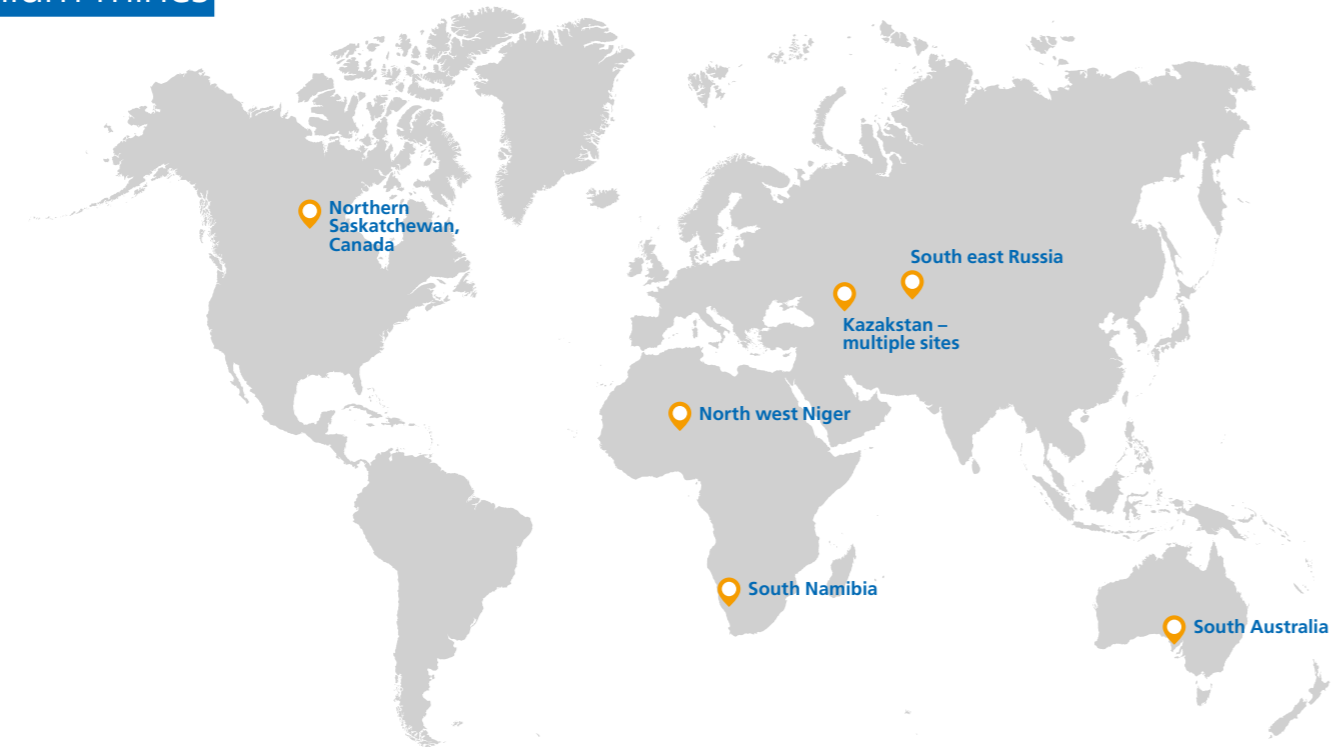 Northern
Saskatchewan,
Canada
South east Russia
Kazakstan –
multiple sites
North west Niger
South Namibia
South Australia